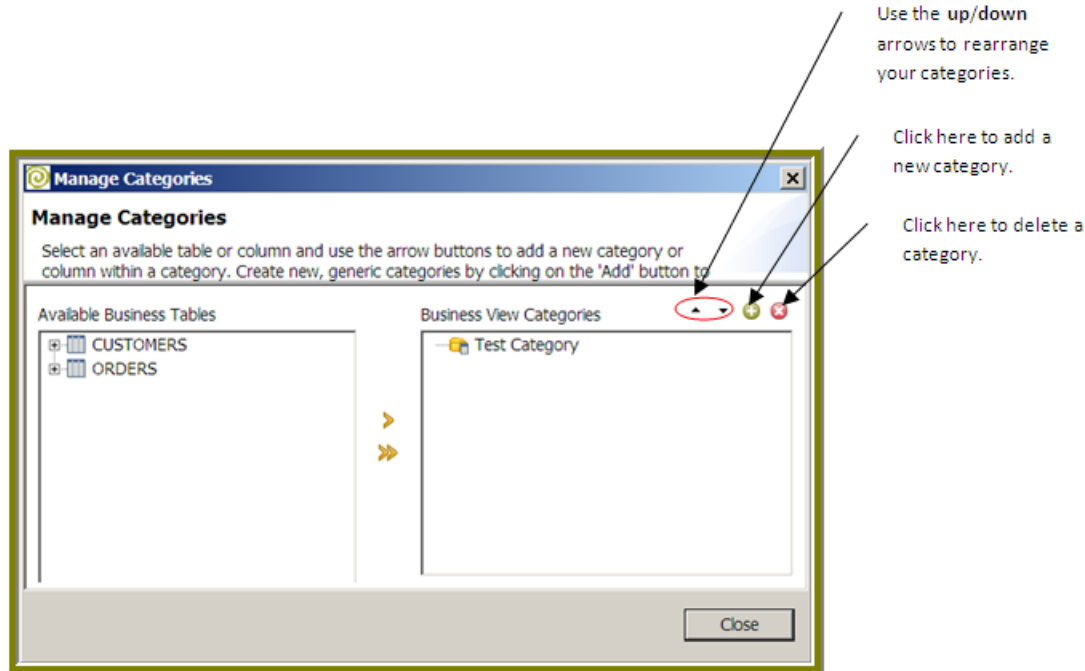 Use the up/down
arrows to rearrange
your categories.
Click here to add a
new category.
Click here to delete a
category.
Manage Categories
Manage Categories
Select an available table or column and use the arrow buttons to add a new category or
column within a category. Create new, generic categories by clicking on the 'Add' button to
Available Business Tables
CUSTOMERS
ORDERS
Business View Categories
Test Category
Close